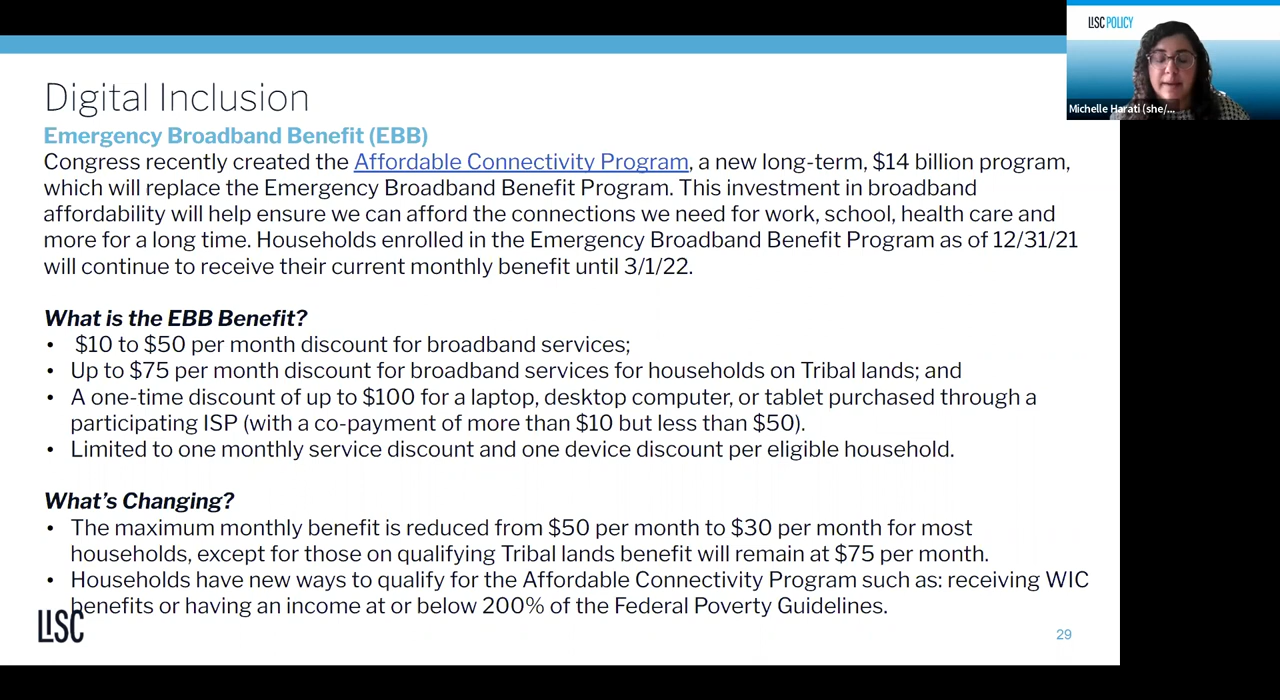 LISC POLICY
Michelle Harati (she/...
Digital Inclusion
Emergency Broadband Benefit (EBB)
Congress recently created the Affordable Connectivity Program, a new long-term, $14 billion program,
which will replace the Emergency Broadband Benefit Program. This investment in broadband
affordability will help ensure we can afford the connections we need for work, school, health care and
more for a long time. Households enrolled in the Emergency Broadband Benefit Program as of 12/31/21
will continue to receive their current monthly benefit until 3/1/22.
What is the EBB Benefit?
• $10 to $50 per month discount for broadband services;
• Up to $75 per month discount for broadband services for households on Tribal lands; and
• A one-time discount of up to $100 for a laptop, desktop computer, or tablet purchased through a
participating ISP (with a co-payment of more than $10 but less than $50).
• Limited to one monthly service discount and one device discount per eligible household.
What's Changing?
• The maximum monthly benefit is reduced from $50 per month to $30 per month for most
households, except for those on qualifying Tribal lands benefit will remain at $75 per month.
• Households have new ways to qualify for the Affordable Connectivity Program such as: receiving WIC
benefits or having an income at or below 200% of the Federal Poverty Guidelines.
LISC
29